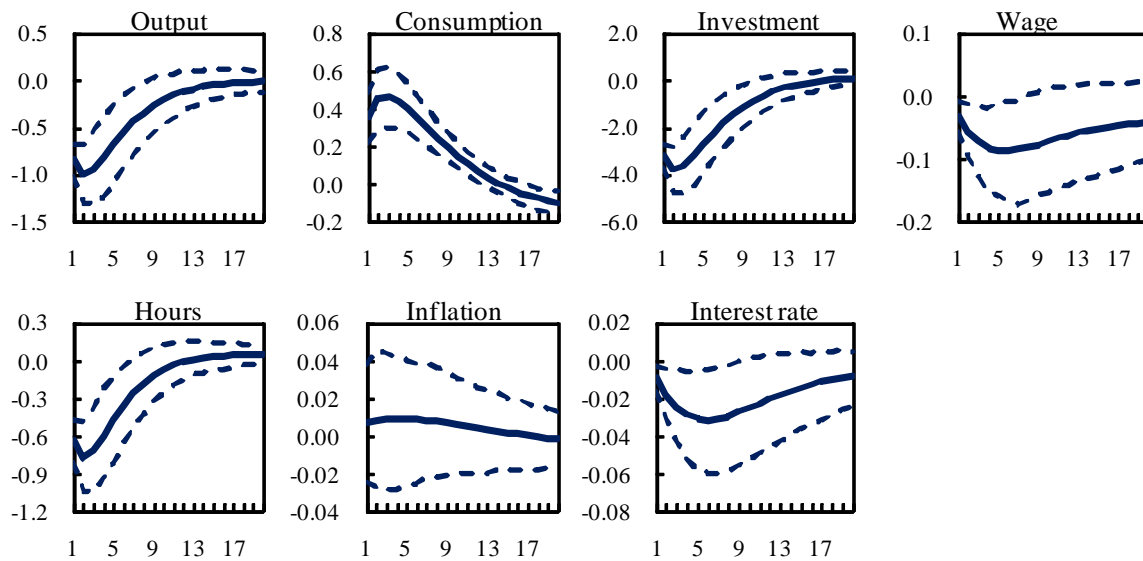 Output Consumption Investment Wage
0.5 0.8 2.0 0.1
0.0 0.6 0.0 0.0
-0.5 0.4 -2.0 -0.1
-1.0 0.2 -4.0 -0.2
-1.5 0.0 -6.0
-0.2
1 5 9 13 17 1 5 9 13 17 1 5 9 13 17 1 5 9 13 17
Hours Inflation Interest rate
0.3 0.06 0.02
0.0 0.04 0.00
-0.3 0.02 -0.02
-0.6 0.00 -0.04
-0.9 -0.02 -0.06
-1.2 -0.04 -0.08
1 5 9 13 17 1 5 9 13 17 1 5 9 13 17